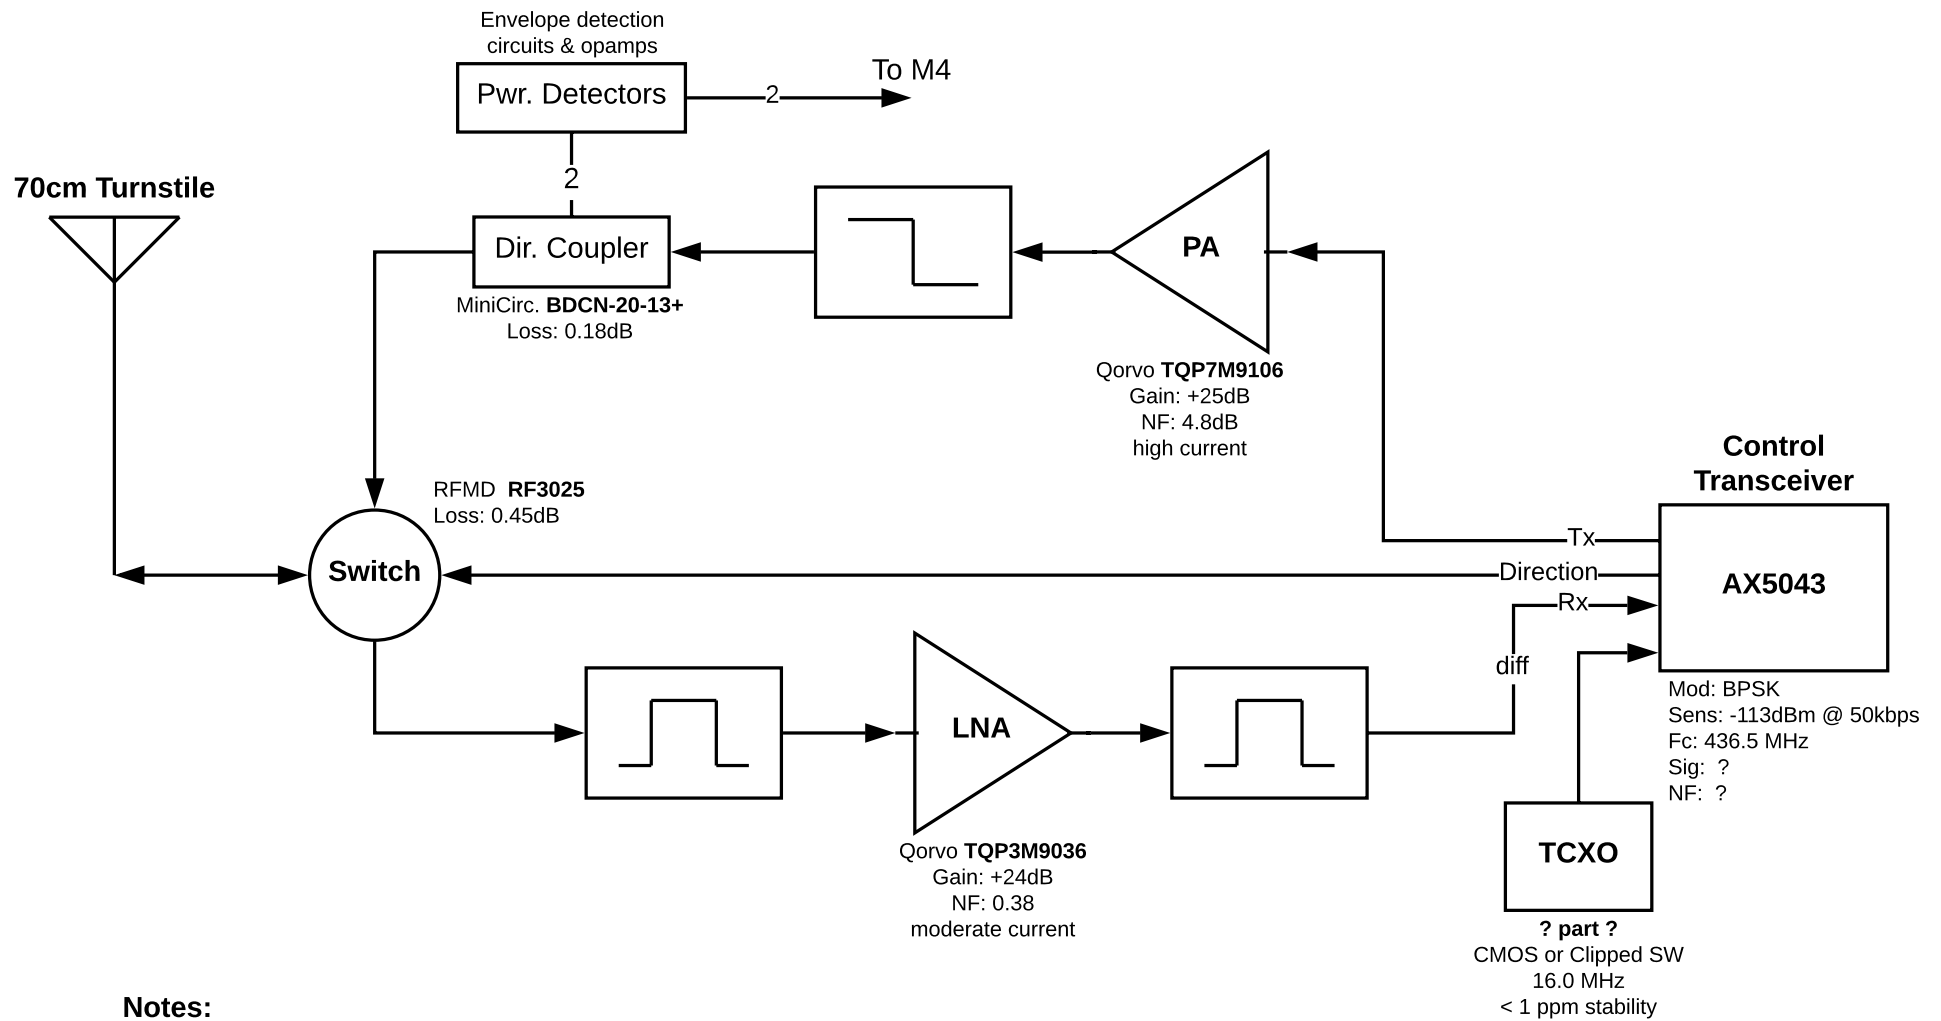 Envelope detection
circuits & opamps
Pwr. Detectors
2
To M4
2
70cm Turnstile
Dir. Coupler
MiniCirc. BDCN-20-13+
Loss: 0.18dB
PA
Qorvo TQP7M9106
Gain: +25dB
NF: 4.8dB
high current
RFMD RF3025
Loss: 0.45dB
Switch
Control
Transceiver
Tx
Direction
Rx
diff
AX5043
Mod: BPSK
Sens: -113dBm @ 50kbps
Fc: 436.5 MHz
Sig: ?
NF: ?
LNA
Qorvo TQP3M9036
Gain: +24dB
NF: 0.38
moderate current
TCXO
? part ?
CMOS or Clipped SW
16.0 MHz
< 1 ppm stability
Notes: